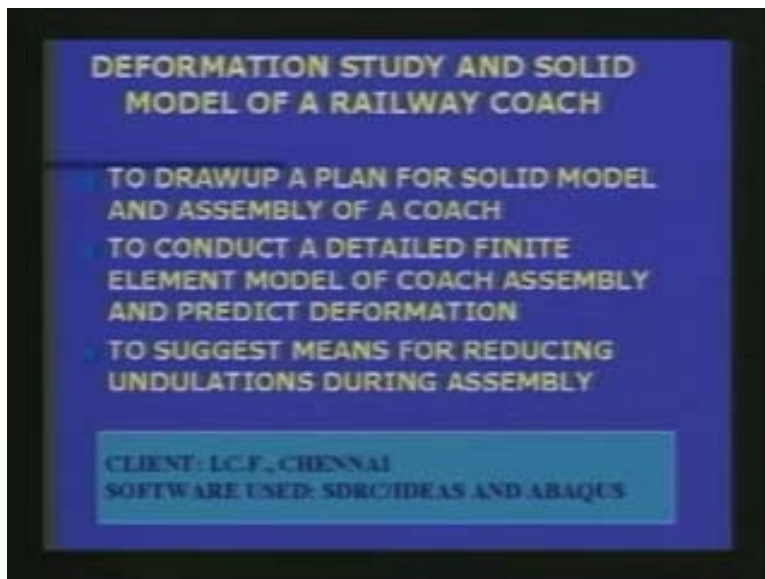 DEFORMATION STUDY AND SOLID
MODEL OF A RAILWAY COACH
TO DRAWUP A PLAN FOR SOLID MODEL
AND ASSEMBLY OF A COACH
TO CONDUCT A DETAILED FINITE
ELEMENT MODEL OF COACH ASSEMBLY
AND PREDICT DEFORMATION
TO SUGGEST MEANS FOR REDUCING
UNDULATIONS DURING ASSEMBLY
CLIENT: I.C.F., CHENNAI
SOFTWARE USED: SDRC/IDEAS AND ABAQUS